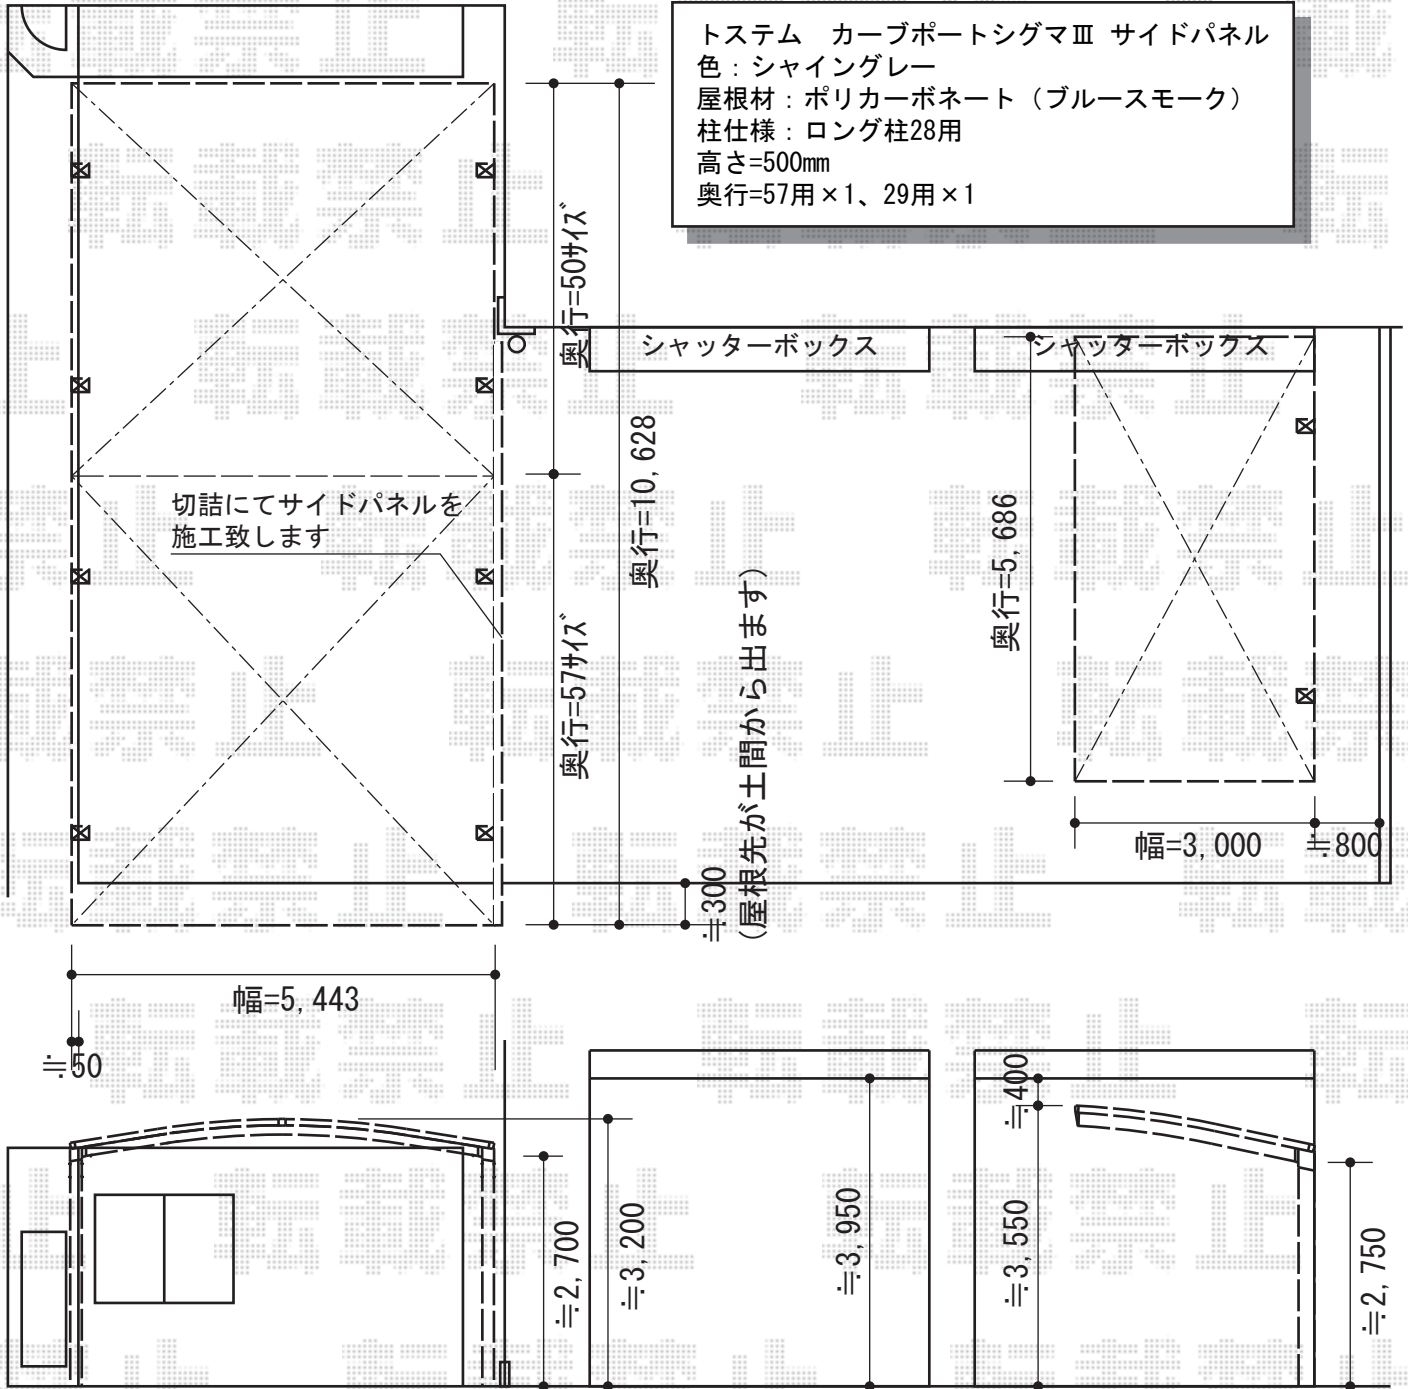 トステム　カーブポートシグマⅢ サイドパネル
色：シャイングレー
屋根材：ポリカーボネート（ブルースモーク）
柱仕様：ロング柱28用
高さ=500mm
奥行=57用×1、29用×1
シャッターボックス
シャッターボックス
奥行=50ｻｲｽﾞ
奥行=10,628
切詰にてサイドパネルを
施工致します
奥行=57ｻｲｽﾞ
奥行=5,686
≒300
(屋根先が土間から出ます)
幅=3,000
≒800
幅=5,443
≒50
≒2,700
≒3,200
≒3,950
≒400
≒3,550
≒2,750
転載禁止